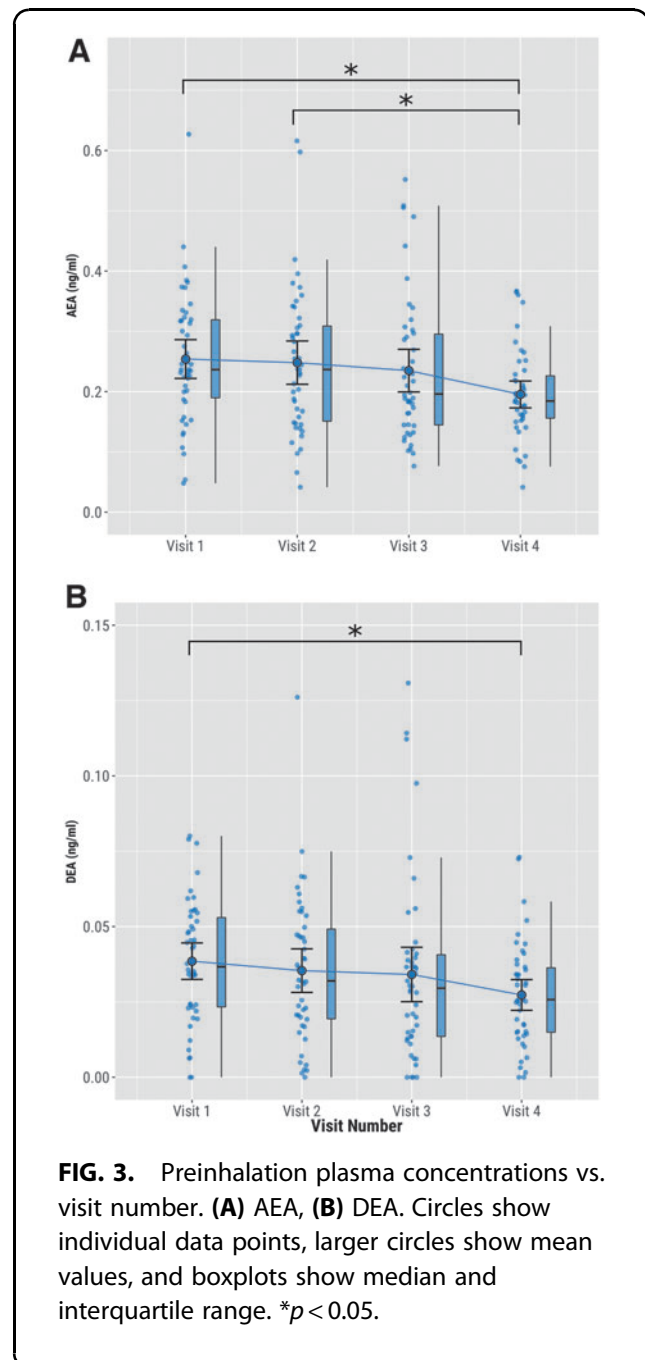 A
*
*
0.6
0.4
0.2
0.0
AEA (ng/ml)
Visit 1 Visit 2 Visit 3 Visit 4
B
*
0.15
0.10
0.05
0.00
DEA (ng/ml)
Visit 1 Visit 2 Visit 3 Visit 4
Visit Number
FIG. 3. Preinhalation plasma concentrations vs.
visit number. (A) AEA, (B) DEA. Circles show
individual data points, larger circles show mean
values, and boxplots show median and
interquartile range. *p < 0.05.